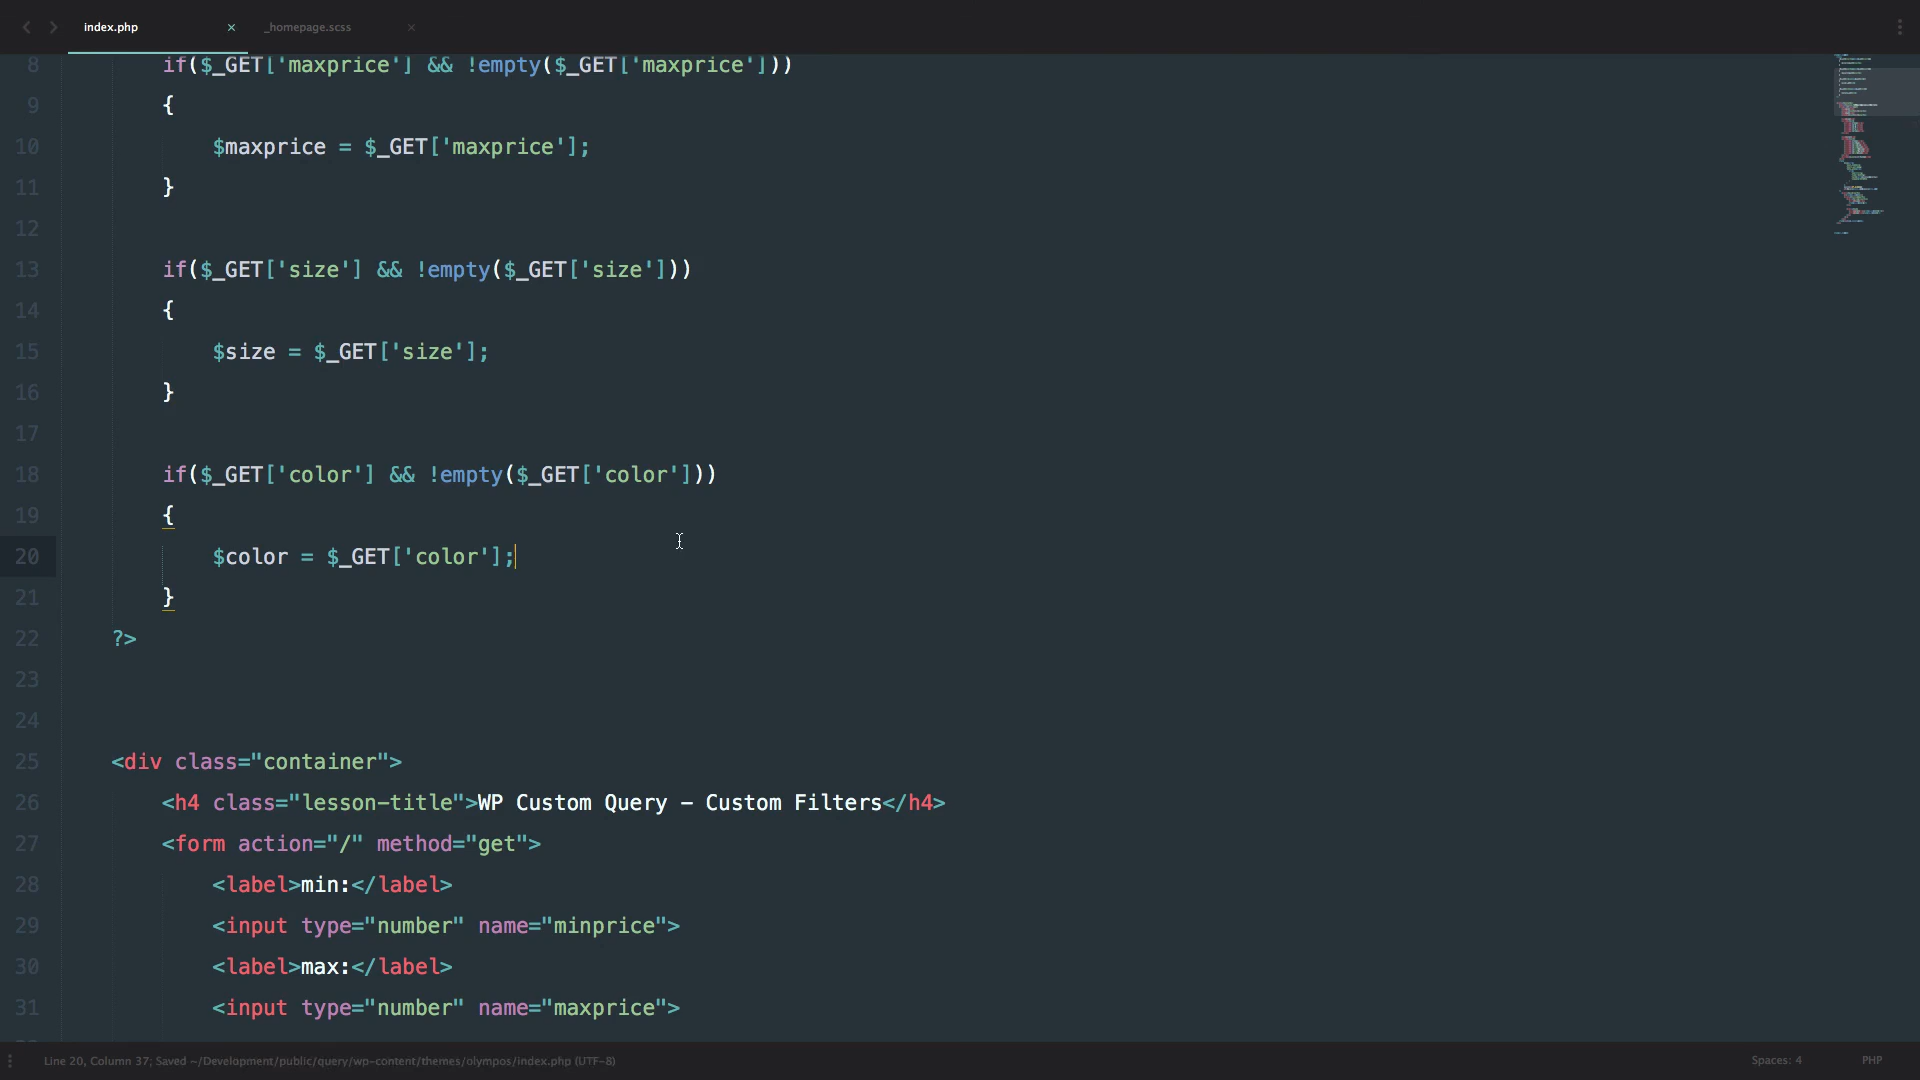 index.php ×
_homepage.scss ×
8 if($_GET['maxprice'] && !empty($_GET['maxprice']))
9 {
10 $maxprice = $_GET['maxprice'];
11 }
12
13 if($_GET['size'] && !empty($_GET['size']))
14 {
15 $size = $_GET['size'];
16 }
17
18 if($_GET['color'] && !empty($_GET['color']))
19 {
20 $color = $_GET['color'];
21 }
22 ?>
23
24
25 <div class="container">
26 <h4 class="lesson-title">WP Custom Query - Custom Filters</h4>
27 <form action="/" method="get">
28 <label>min:</label>
29 <input type="number" name="minprice">
30 <label>max:</label>
31 <input type="number" name="maxprice">
Line 20, Column 37; Saved ~/Development/public/query/wp-content/themes/olympos/index.php (UTF-8)
Spaces: 4
PHP